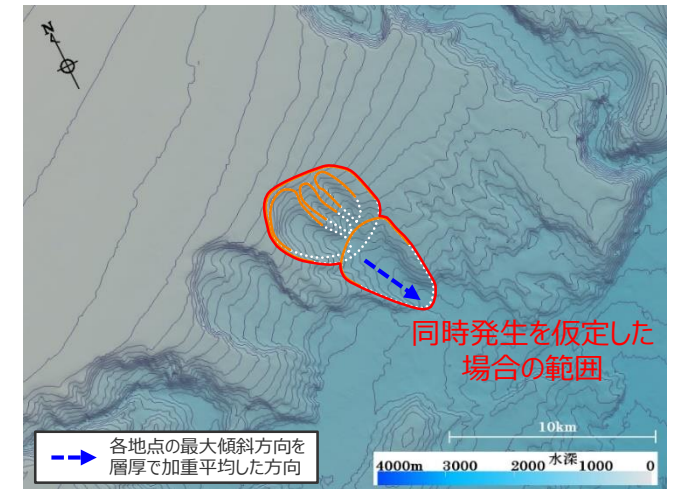 N
同時発生を仮定した
場合の範囲
10km
各地点の最大傾斜方向を
層厚で加重平均した方向
水深
4000m 3000 2000 1000 0